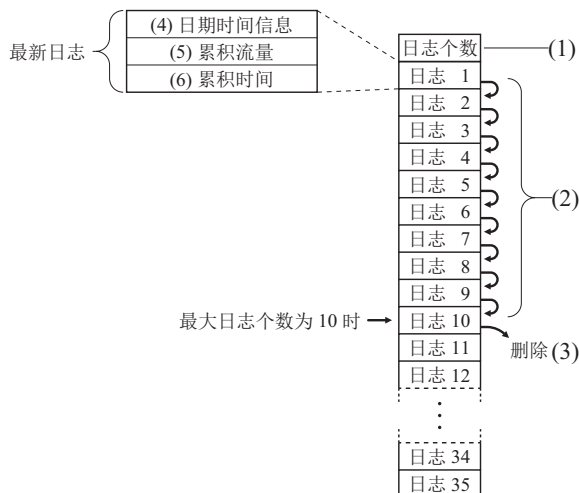 最新日志
(4) 日期时间信息
(5) 累积流量
(6) 累积时间
日志个数
(1)
日志 1
日志 2
日志 3
日志 4
日志 5
日志 6
日志 7
日志 8
日志 9
(2)
最大日志个数为 10 时
日志 10
删除 (3)
日志 11
日志 12
日志 34
日志 35